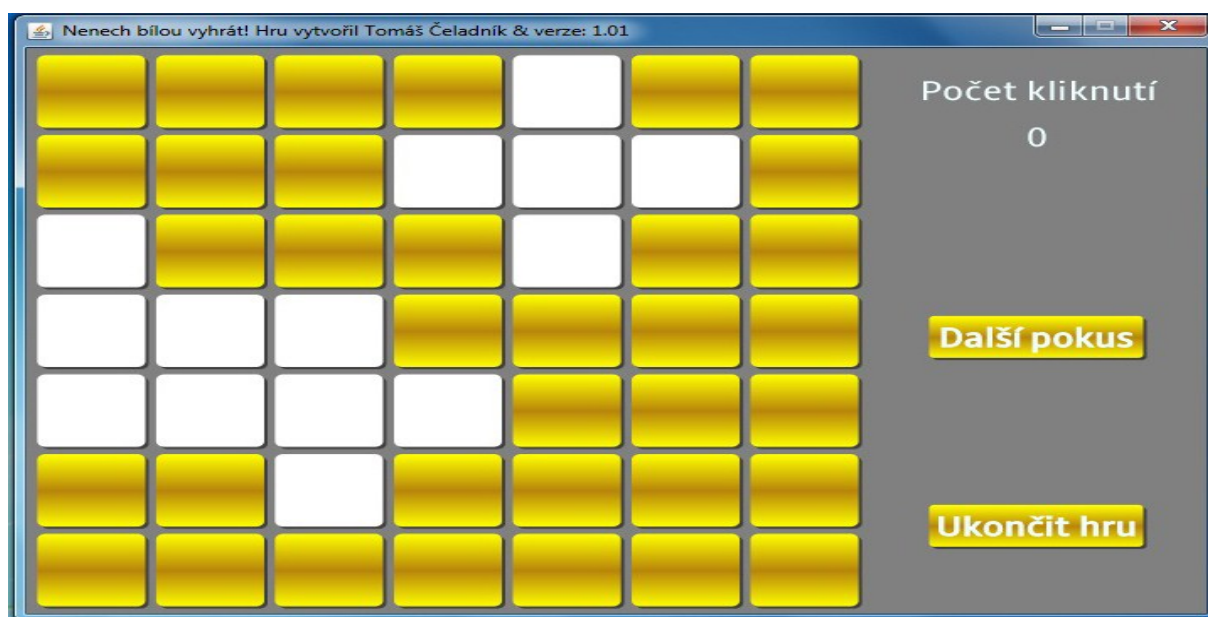 Nenech bílou vyhrát! Hru vytvořil Tomáš Čeladník & verze: 1.01
Počet kliknutí
0
Další pokus
Ukončit hru